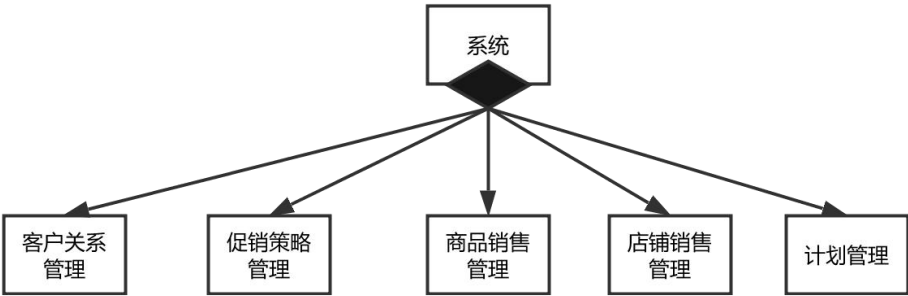 系统
客户关系
管理
促销策略
管理
商品销售
管理
店铺销售
管理
计划管理